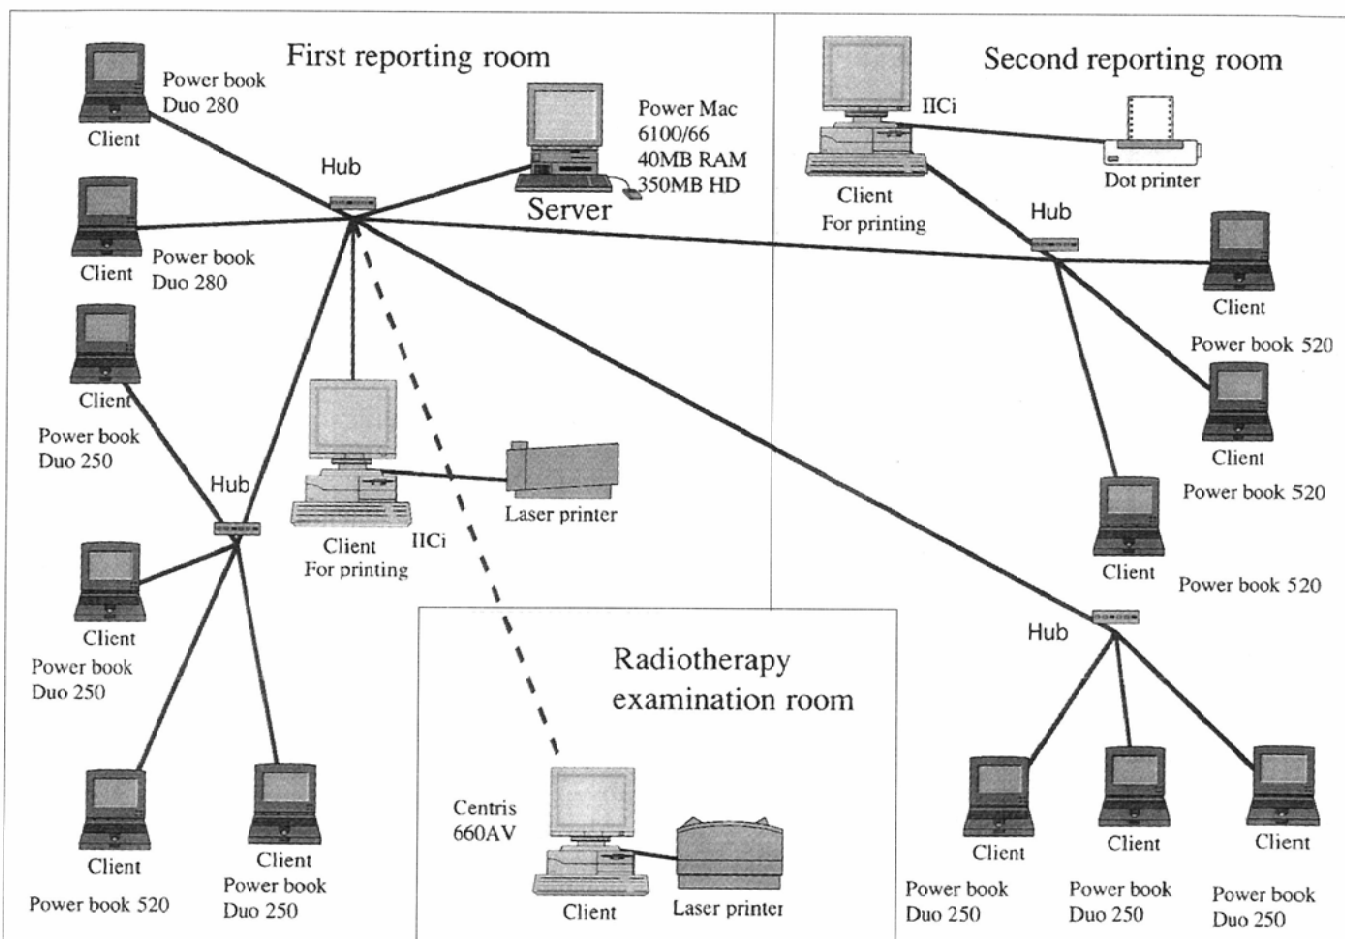 First reporting room
Power book
Duo 280
Client
Hub
Power Mac
6100/66
40MB RAM
350MB HD
Server
Client
Power book
Duo 280
Client
Power book
Duo 250
Hub
Client
For printing
IICi
Laser printer
Client
Power book
Duo 250
Client
Power book 520
Client
Power book
Duo 250
Second reporting room
IICi
Client
For printing
Dot printer
Hub
Client
Power book 520
Client
Power book 520
Client
Power book 520
Hub
Client
Power book
Duo 250
Client
Power book
Duo 250
Client
Power book
Duo 250
Radiotherapy
examination room
Centris
660AV
Client
Laser printer